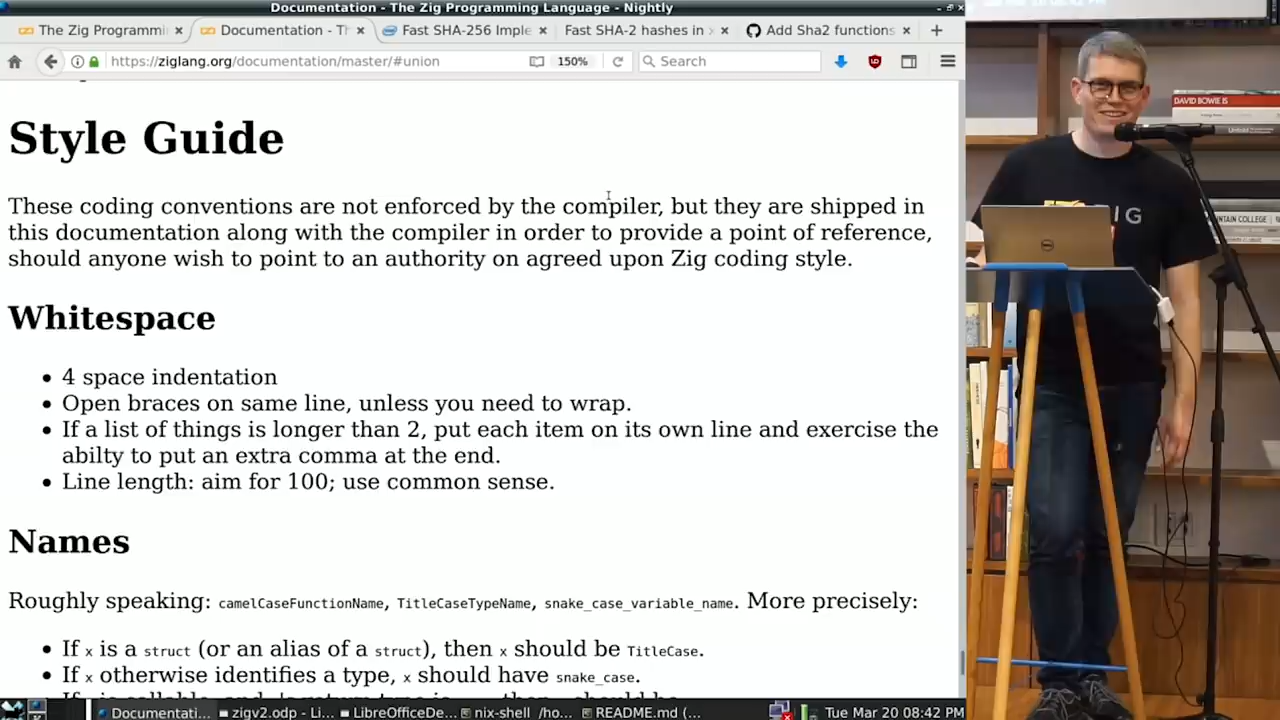 Documentation - The Zig Programming Language - Nightly
The Zig Programmi
Documentation - Th
Fast SHA-256 Imple
Fast SHA-2 hashes in
Add Sha2 functions
https://ziglang.org/documentation/master/#union
150%
Search
Style Guide
These coding conventions are not enforced by the compiler, but they are shipped in
this documentation along with the compiler in order to provide a point of reference,
should anyone wish to point to an authority on agreed upon Zig coding style.
Whitespace
• 4 space indentation
• Open braces on same line, unless you need to wrap.
• If a list of things is longer than 2, put each item on its own line and exercise the
abilty to put an extra comma at the end.
• Line length: aim for 100; use common sense.
Names
Roughly speaking: camelCaseFunctionName, TitleCaseTypeName, snake_case_variable_name. More precisely:
• If x is a struct (or an alias of a struct), then x should be TitleCase.
• If x otherwise identifies a type, x should have snake_case.
Documentati...
zigv2.odp - Li...
LibreOfficeDe...
nix-shell /ho...
README.md (...
Tue Mar 20 08:42 PM
DAVID BOWIE IS
IG
DELL